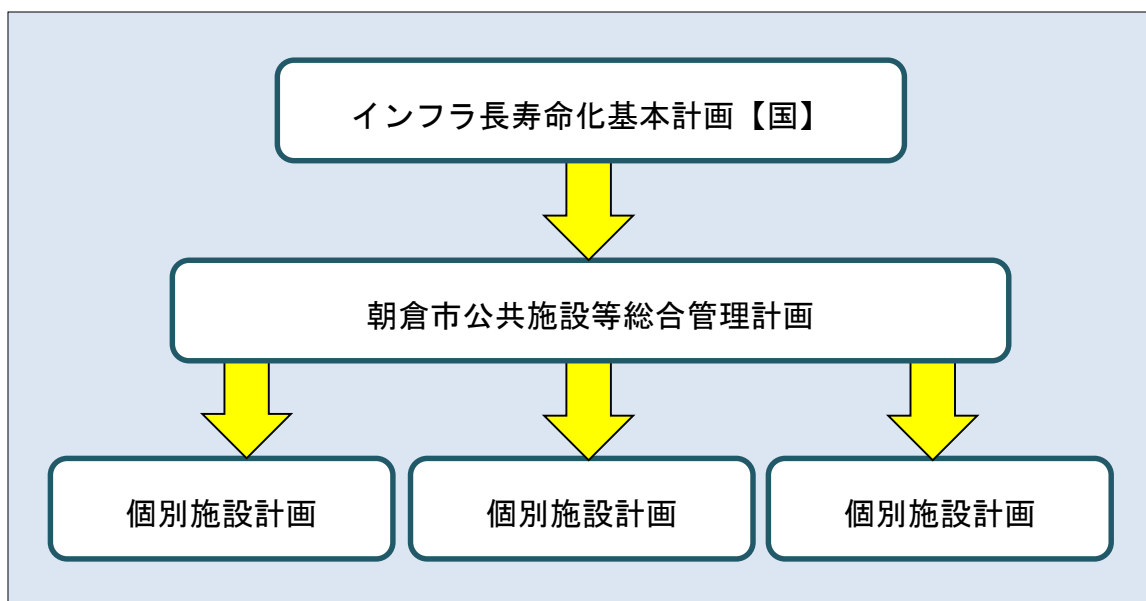 インフラ長寿命化基本計画【国】
朝倉市公共施設等総合管理計画
個別施設計画
個別施設計画
個別施設計画